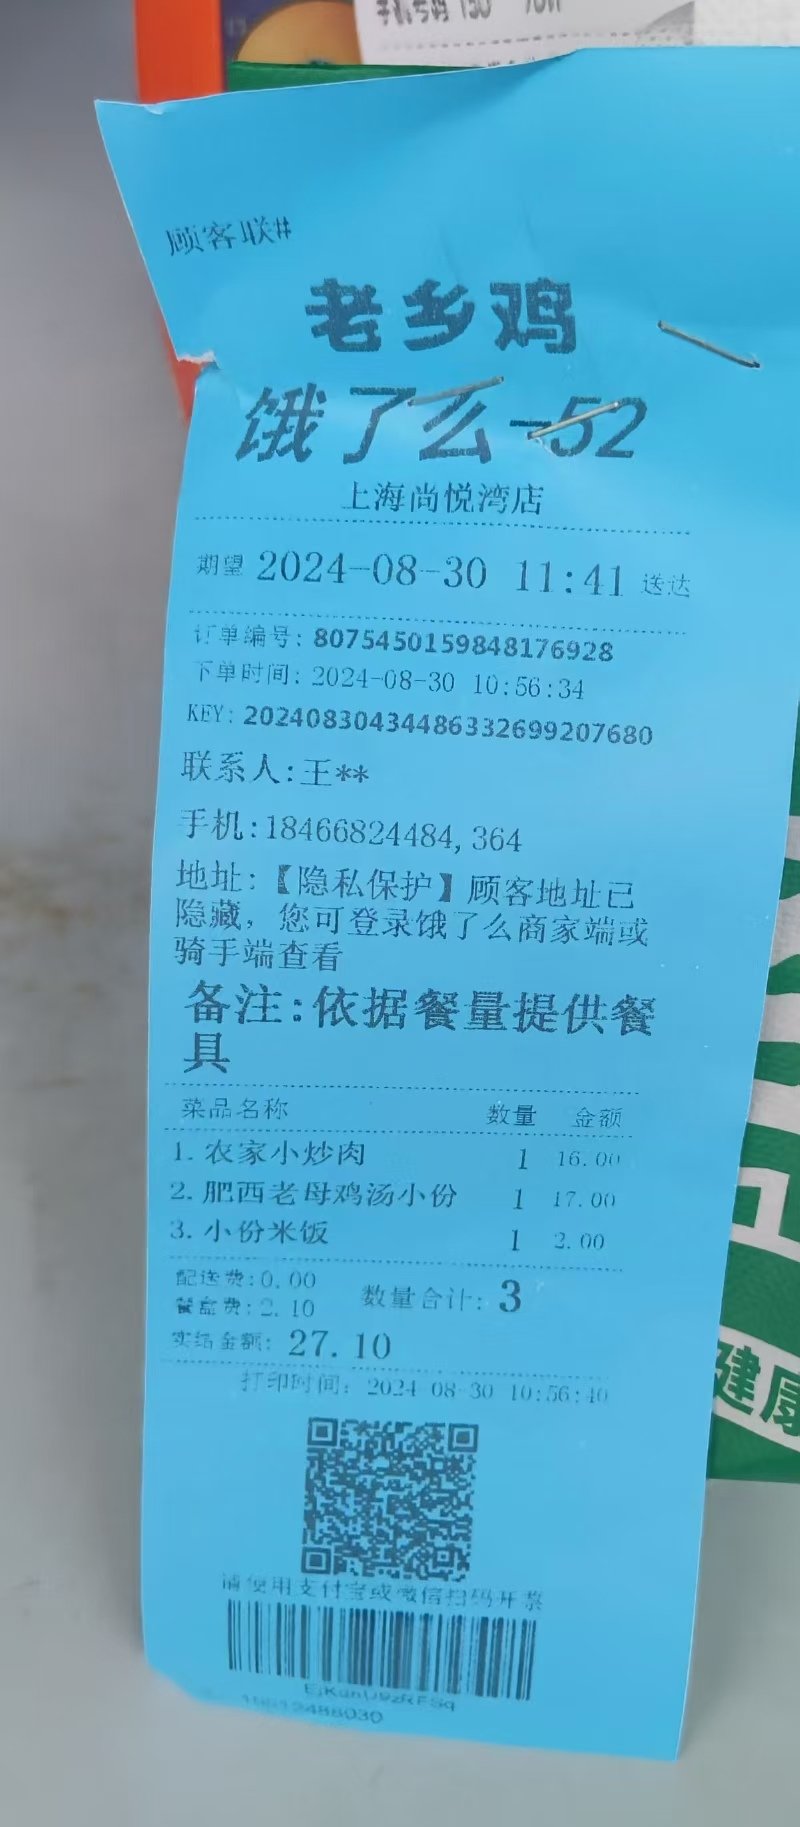 手机号码 150
顾客联#
老乡鸡
饿了么-52
上海尚悦湾店
期望 2024-08-30 11:41 送达
订单编号: 8075450159848176928
下单时间: 2024-08-30 10:56:34
KEY: 20240830434486332699207680
联系人:王**
手机:18466824484,364
地址:【隐私保护】顾客地址已
隐藏，您可登录饿了么商家端或
骑手端查看
备注:依据餐量提供餐
具
菜品名称 数量 金额
1. 农家小炒肉 1 16.00
2. 肥西老母鸡汤小份 1 17.00
3. 小份米饭 1 2.00
配送费:0.00
餐盒费:2.10 数量合计: 3
实结金额: 27.10
打印时间: 2024-08-30 10:56:40
请使用支付宝或微信扫码开票
健康